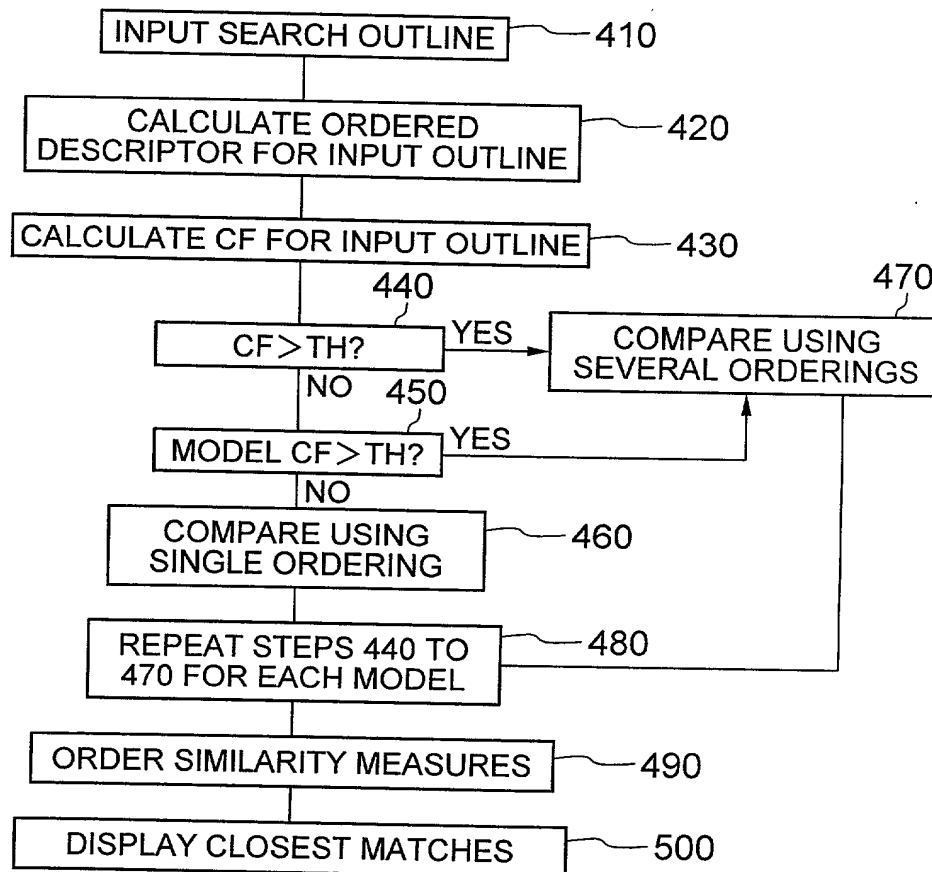 INPUT SEARCH OUTLINE
410
CALCULATE ORDERED
DESCRIPTOR FOR INPUT OUTLINE
420
CALCULATE CF FOR INPUT OUTLINE
430
440
CF>TH?
YES
NO
470
COMPARE USING
SEVERAL ORDERINGS
450
MODEL CF>TH?
YES
NO
COMPARE USING
SINGLE ORDERING
460
REPEAT STEPS 440 TO
470 FOR EACH MODEL
480
ORDER SIMILARITY MEASURES
490
DISPLAY CLOSEST MATCHES
500